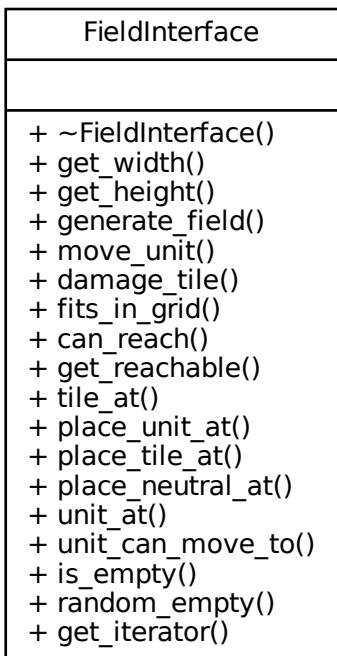 FieldInterface
+ ~FieldInterface()
+ get_width()
+ get_height()
+ generate_field()
+ move_unit()
+ damage_tile()
+ fits_in_grid()
+ can_reach()
+ get_reachable()
+ tile_at()
+ place_unit_at()
+ place_tile_at()
+ place_neutral_at()
+ unit_at()
+ unit_can_move_to()
+ is_empty()
+ random_empty()
+ get_iterator()